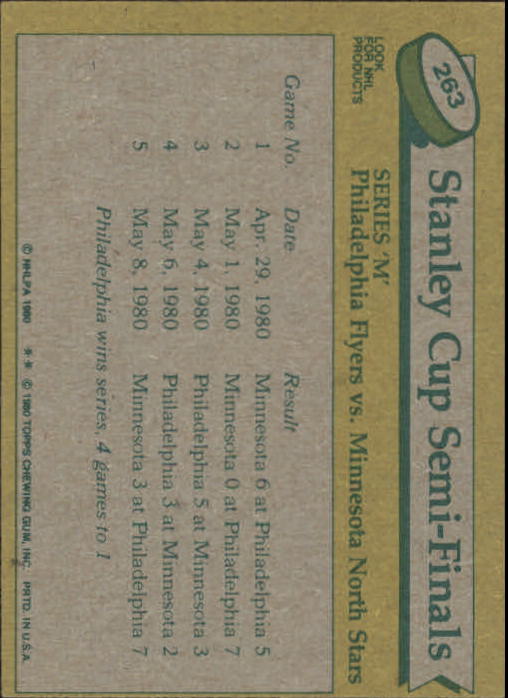 263
Stanley Cup Semi-Finals
LOOK
FOR NHL
PRODUCTS
SERIES 'M'
Philadelphia Flyers vs. Minnesota North Stars
Game No. Date Result
1 Apr. 29, 1980 Minnesota 6 at Philadelphia 5
2 May 1, 1980 Minnesota 0 at Philadelphia 7
3 May 4, 1980 Philadelphia 5 at Minnesota 3
4 May 6, 1980 Philadelphia 3 at Minnesota 2
5 May 8, 1980 Minnesota 3 at Philadelphia 7
Philadelphia wins series, 4 games to 1
© NHLPA 1980 ** © 1980 TOPPS CHEWING GUM, INC. PRTD. IN U.S.A.